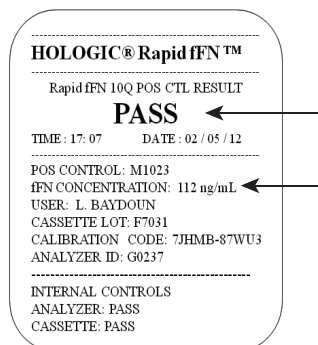 HOLOGIC® Rapid fFN ™
Rapid fFN 10Q POS CTL RESULT
PASS
TIME : 17: 07 DATE : 02 / 05 / 12
POS CONTROL: M1023
fFN CONCENTRATION: 112 ng/mL
USER: L. BAYDOUN
CASSETTE LOT: F7031
CALIBRATION CODE: 7JHMB-87WU3
ANALYZER ID: G0237
INTERNAL CONTROLS
ANALYZER: PASS
CASSETTE: PASS